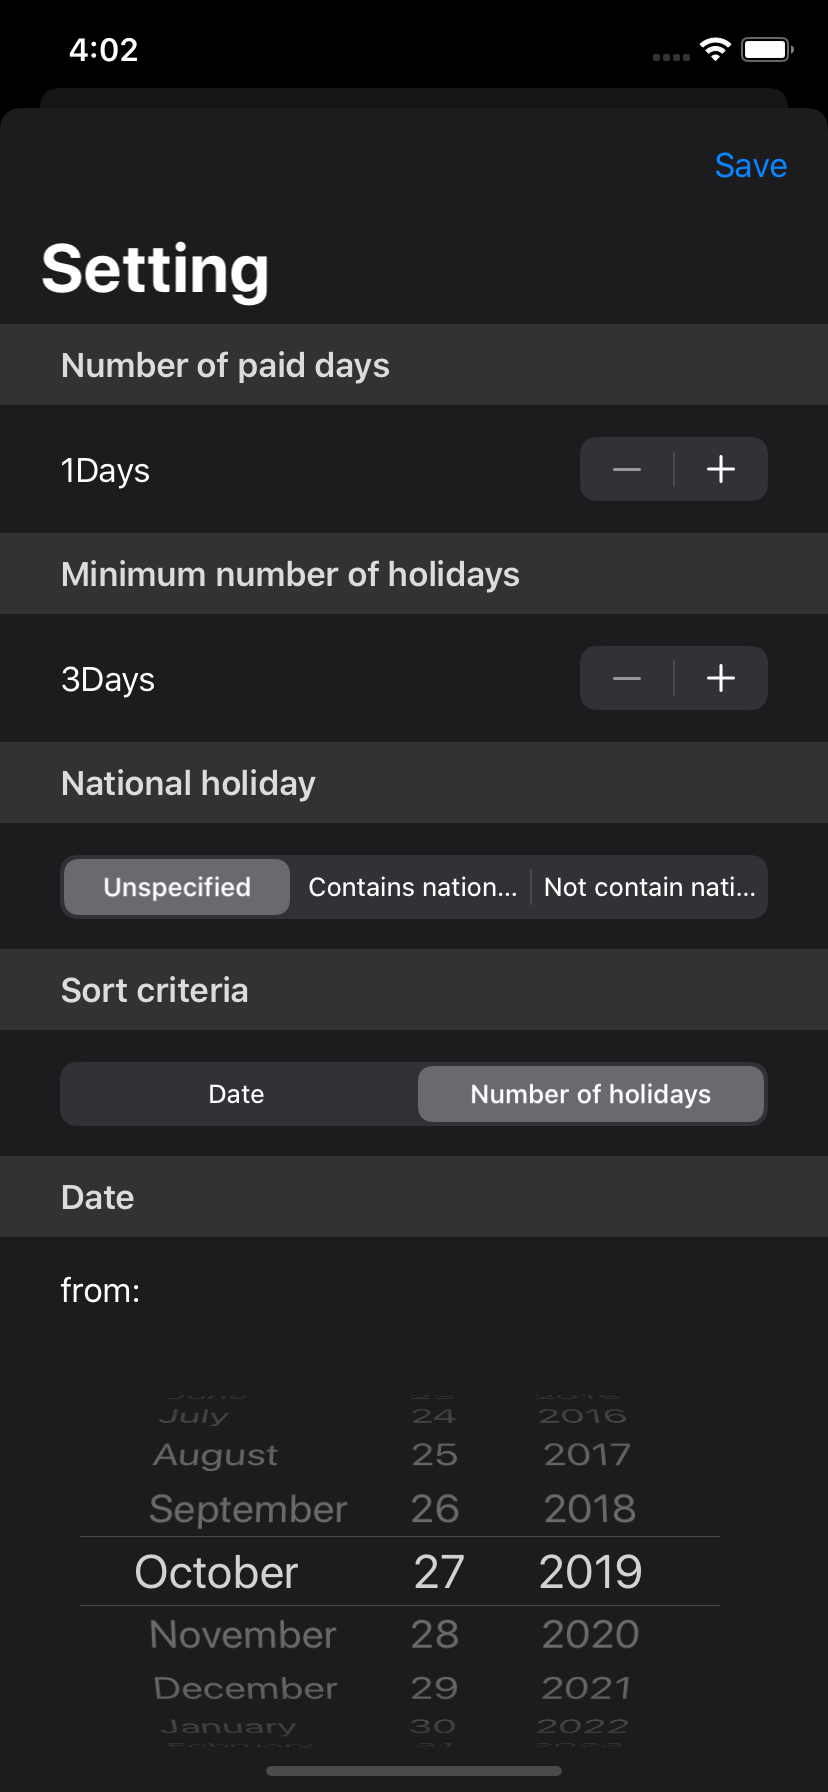 4:02
Save
Setting
Number of paid days
1Days
Minimum number of holidays
3Days
National holiday
Unspecified Contains nation... Not contain nati...
Sort criteria
Date Number of holidays
Date
from:
July 24 2016
August 25 2017
September 26 2018
October 27 2019
November 28 2020
December 29 2021
January 30 2022